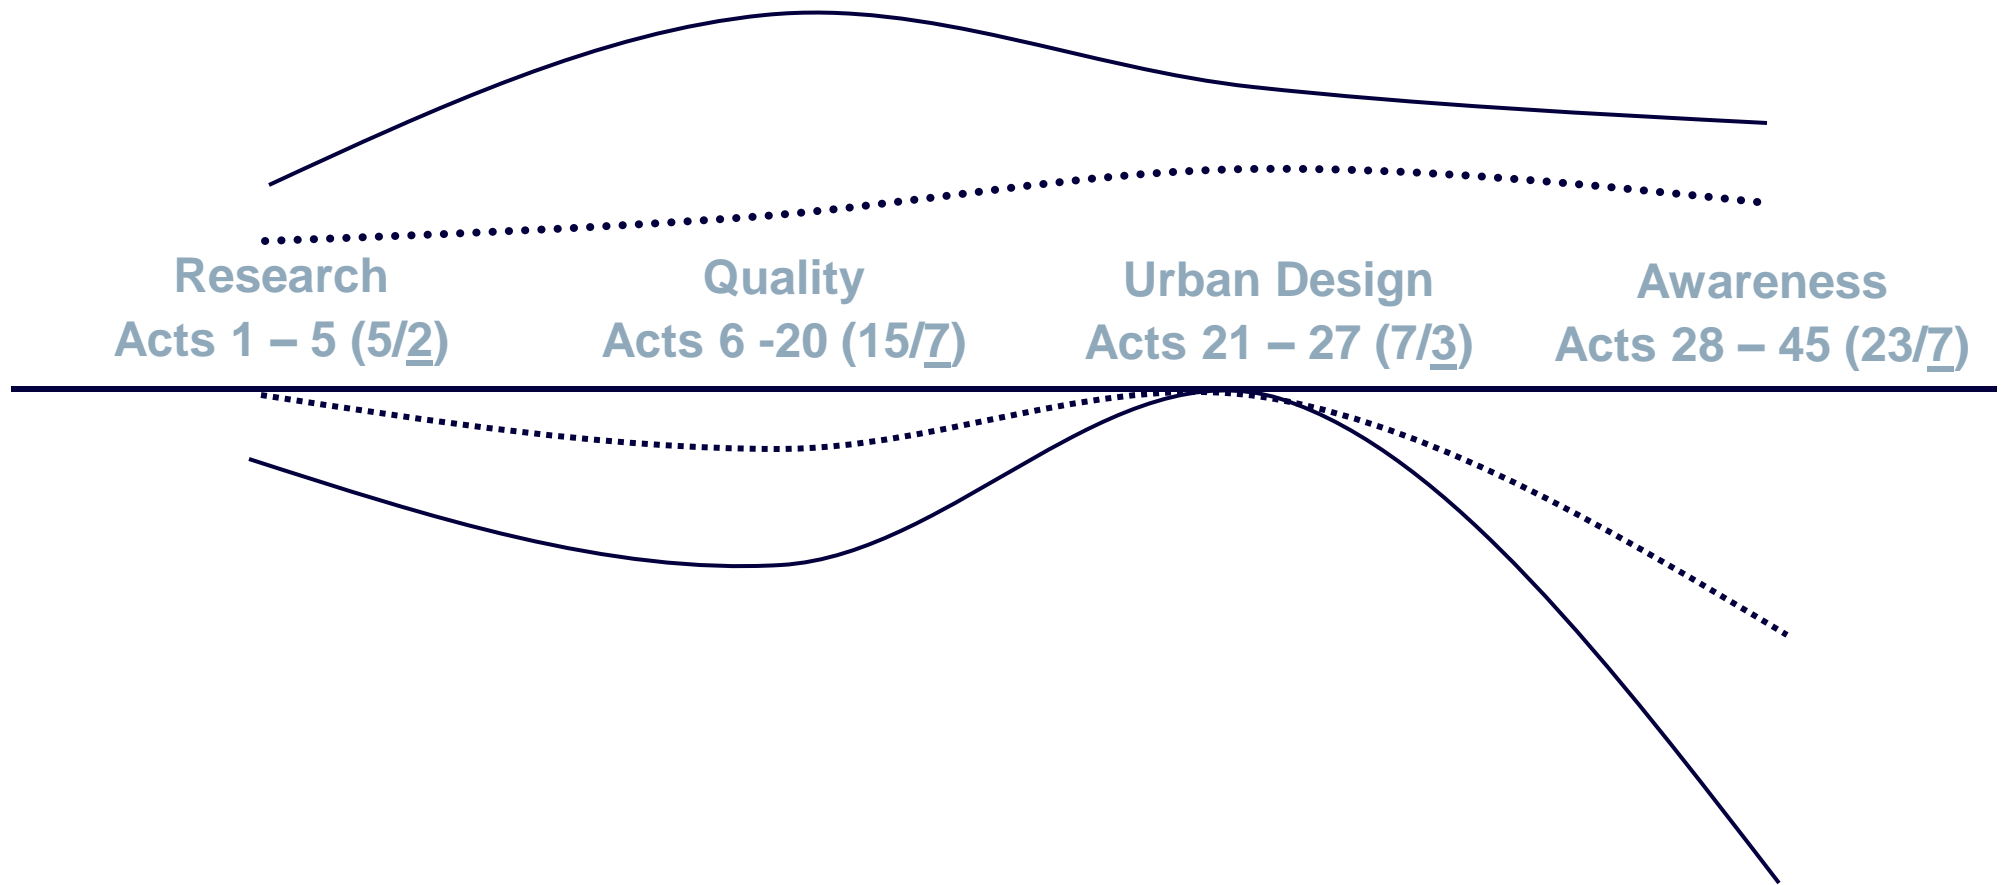 Research
Acts 1 – 5 (5/2)
Quality
Acts 6 -20 (15/7)
Urban Design
Acts 21 – 27 (7/3)
Awareness
Acts 28 – 45 (23/7)